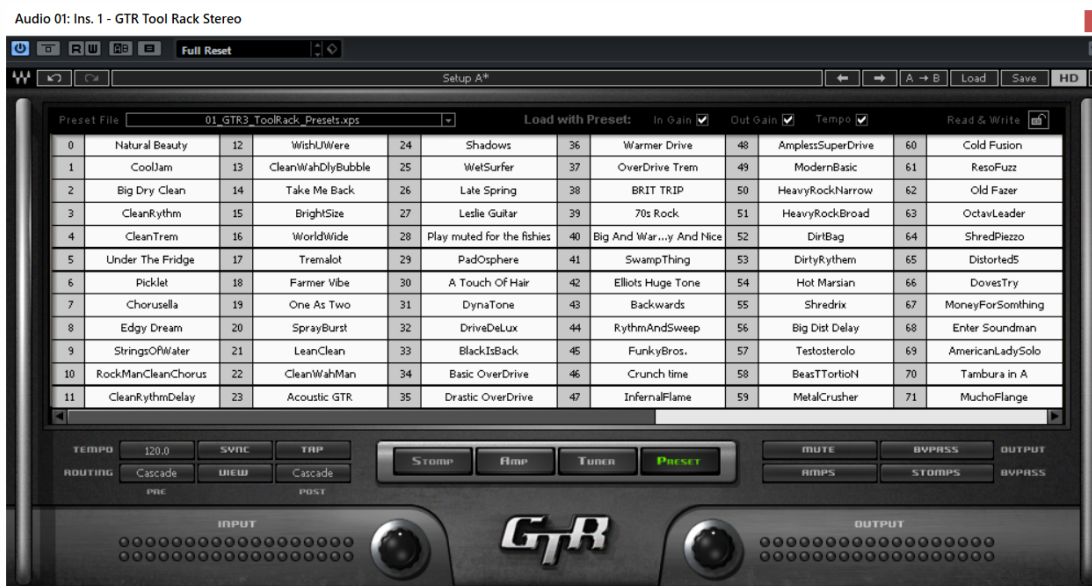 Audio 01: Ins. 1 - GTR Tool Rack Stereo
R W Full Reset
Setup A* A → B Load Save HD
Preset File 01_GTR3_ToolRack_Presets.xps Load with Preset: In Gain Out Gain Tempo Read & Write
0 Natural Beauty 12 WishUWere 24 Shadows 36 Warmer Drive 48 AmplessSuperDrive 60 Cold Fusion
1 CoolJam 13 CleanWahDlyBubble 25 WetSurfer 37 OverDrive Trem 49 ModernBasic 61 ResoFuzz
2 Big Dry Clean 14 Take Me Back 26 Late Spring 38 BRIT TRIP 50 HeavyRockNarrow 62 Old Fazer
3 CleanRythm 15 BrightSize 27 Leslie Guitar 39 70s Rock 51 HeavyRockBroad 63 OctavLeader
4 CleanTrem 16 WorldWide 28 Play muted for the fishies 40 Big And War...y And Nice 52 DirtBag 64 ShredPiezzo
5 Under The Fridge 17 Tremalot 29 PadOsphere 41 SwampThing 53 DirtyRythem 65 Distorted5
6 Picklet 18 Farmer Vibe 30 A Touch Of Hair 42 Elliots Huge Tone 54 Hot Marsian 66 DovesTry
7 Chorusella 19 One As Two 31 DynaTone 43 Backwards 55 Shredrix 67 MoneyForSomthing
8 Edgy Dream 20 SprayBurst 32 DriveDeLux 44 RythmAndSweep 56 Big Dist Delay 68 Enter Soundman
9 StringsOfWater 21 LeanClean 33 BlackIsBack 45 FunkyBros. 57 Testosterolo 69 AmericanLadySolo
10 RockManCleanChorus 22 CleanWahMan 34 Basic OverDrive 46 Crunch time 58 BeasTTortioN 70 Tambura in A
11 CleanRythmDelay 23 Acoustic GTR 35 Drastic OverDrive 47 InfernalFlame 59 MetalCrusher 71 MuchoFlange
TEMPO 120.0 SYNC TAP Stomp Amp Tuner Preset MUTE BYPASS OUTPUT
ROUTING Cascade VIEW Cascade AMPS STOMPS BYPASS
PRE POST
INPUT GTR OUTPUT